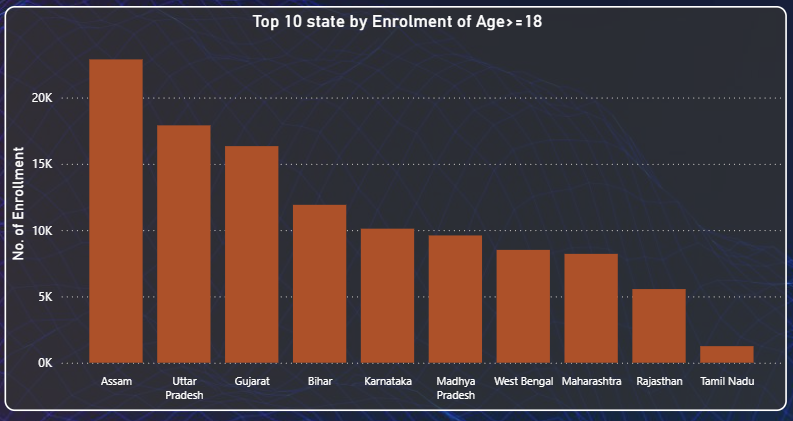 Top 10 state by Enrolment of Age>=18
No. of Enrollment
20K
15K
10K
5K
0K
Assam
Uttar
Pradesh
Gujarat
Bihar
Karnataka
Madhya
Pradesh
West Bengal
Maharashtra
Rajasthan
Tamil Nadu